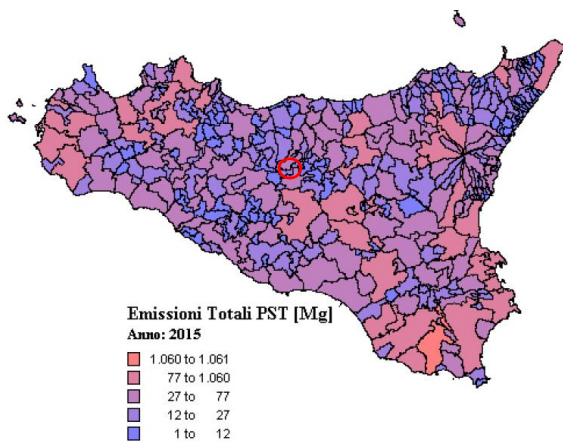 Emissioni Totali PST [Mg]
Anno: 2015
1.060 to 1.061
77 to 1.060
27 to 77
12 to 27
1 to 12